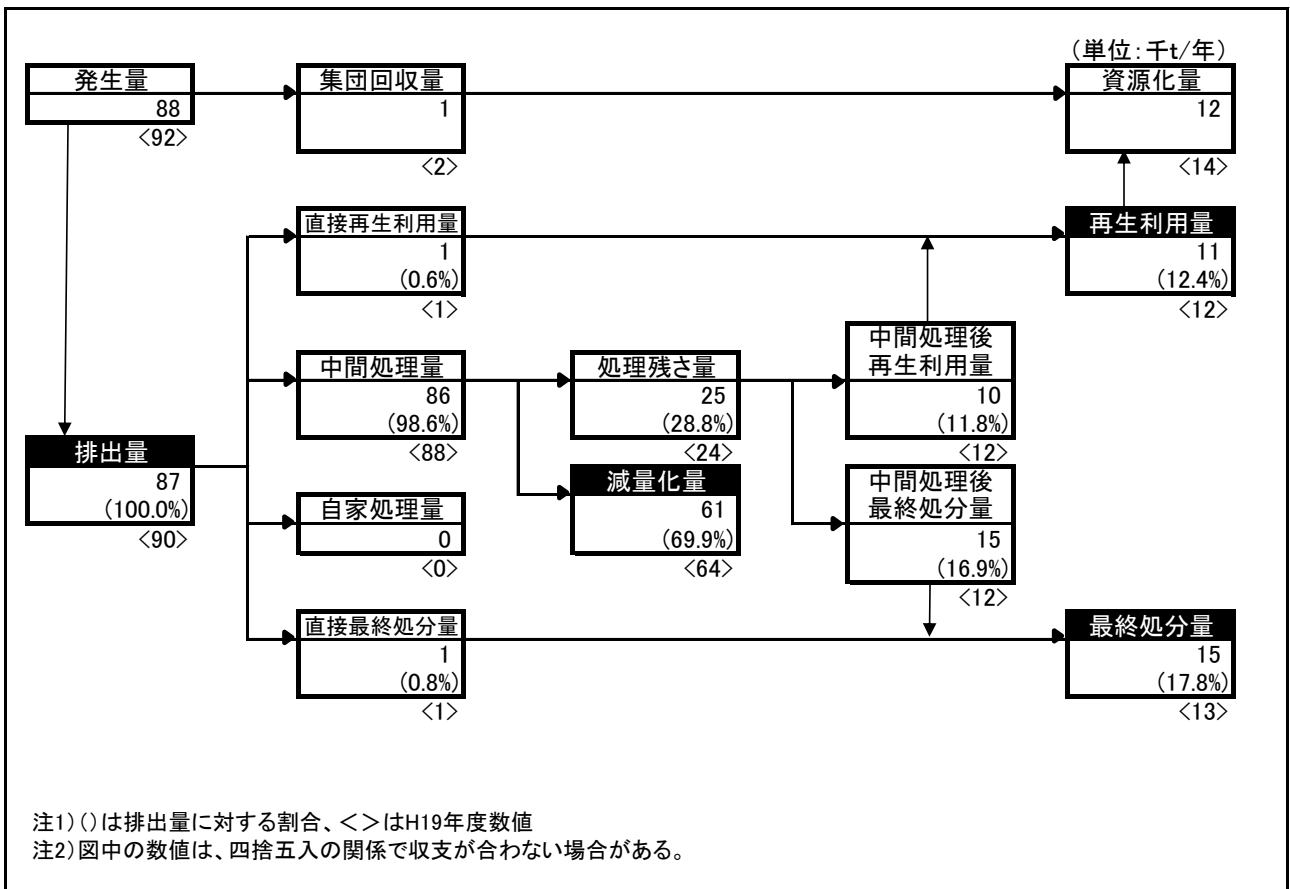 (単位:千t/年)
発生量
88
<92>
集団回収量
1
<2>
資源化量
12
<14>
直接再生利用量
1
(0.6%)
<1>
再生利用量
11
(12.4%)
<12>
中間処理量
86
(98.6%)
<88>
処理残さ量
25
(28.8%)
<24>
中間処理後
再生利用量
10
(11.8%)
<12>
排出量
87
(100.0%)
<90>
減量化量
61
(69.9%)
<64>
中間処理後
最終処分量
15
(16.9%)
<12>
自家処理量
0
<0>
直接最終処分量
1
(0.8%)
<1>
最終処分量
15
(17.8%)
<13>
注1)()は排出量に対する割合、<>はH19年度数値
注2)図中の数値は、四捨五入の関係で収支が合わない場合がある。